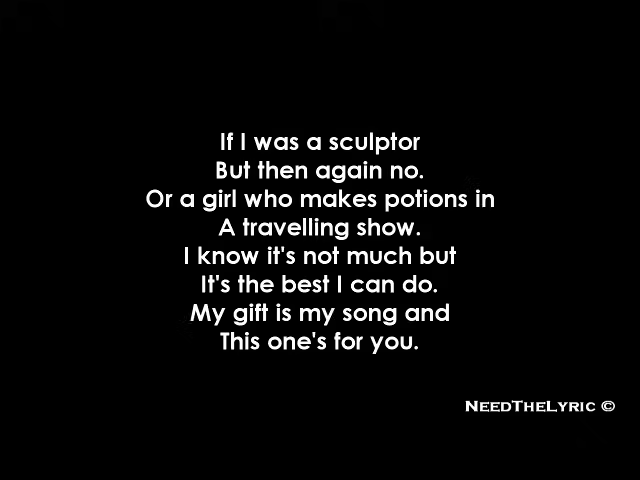 If I was a sculptor
But then again no.
Or a girl who makes potions in
A travelling show.
I know it's not much but
It's the best I can do.
My gift is my song and
This one's for you.
NeedTheLyric ©